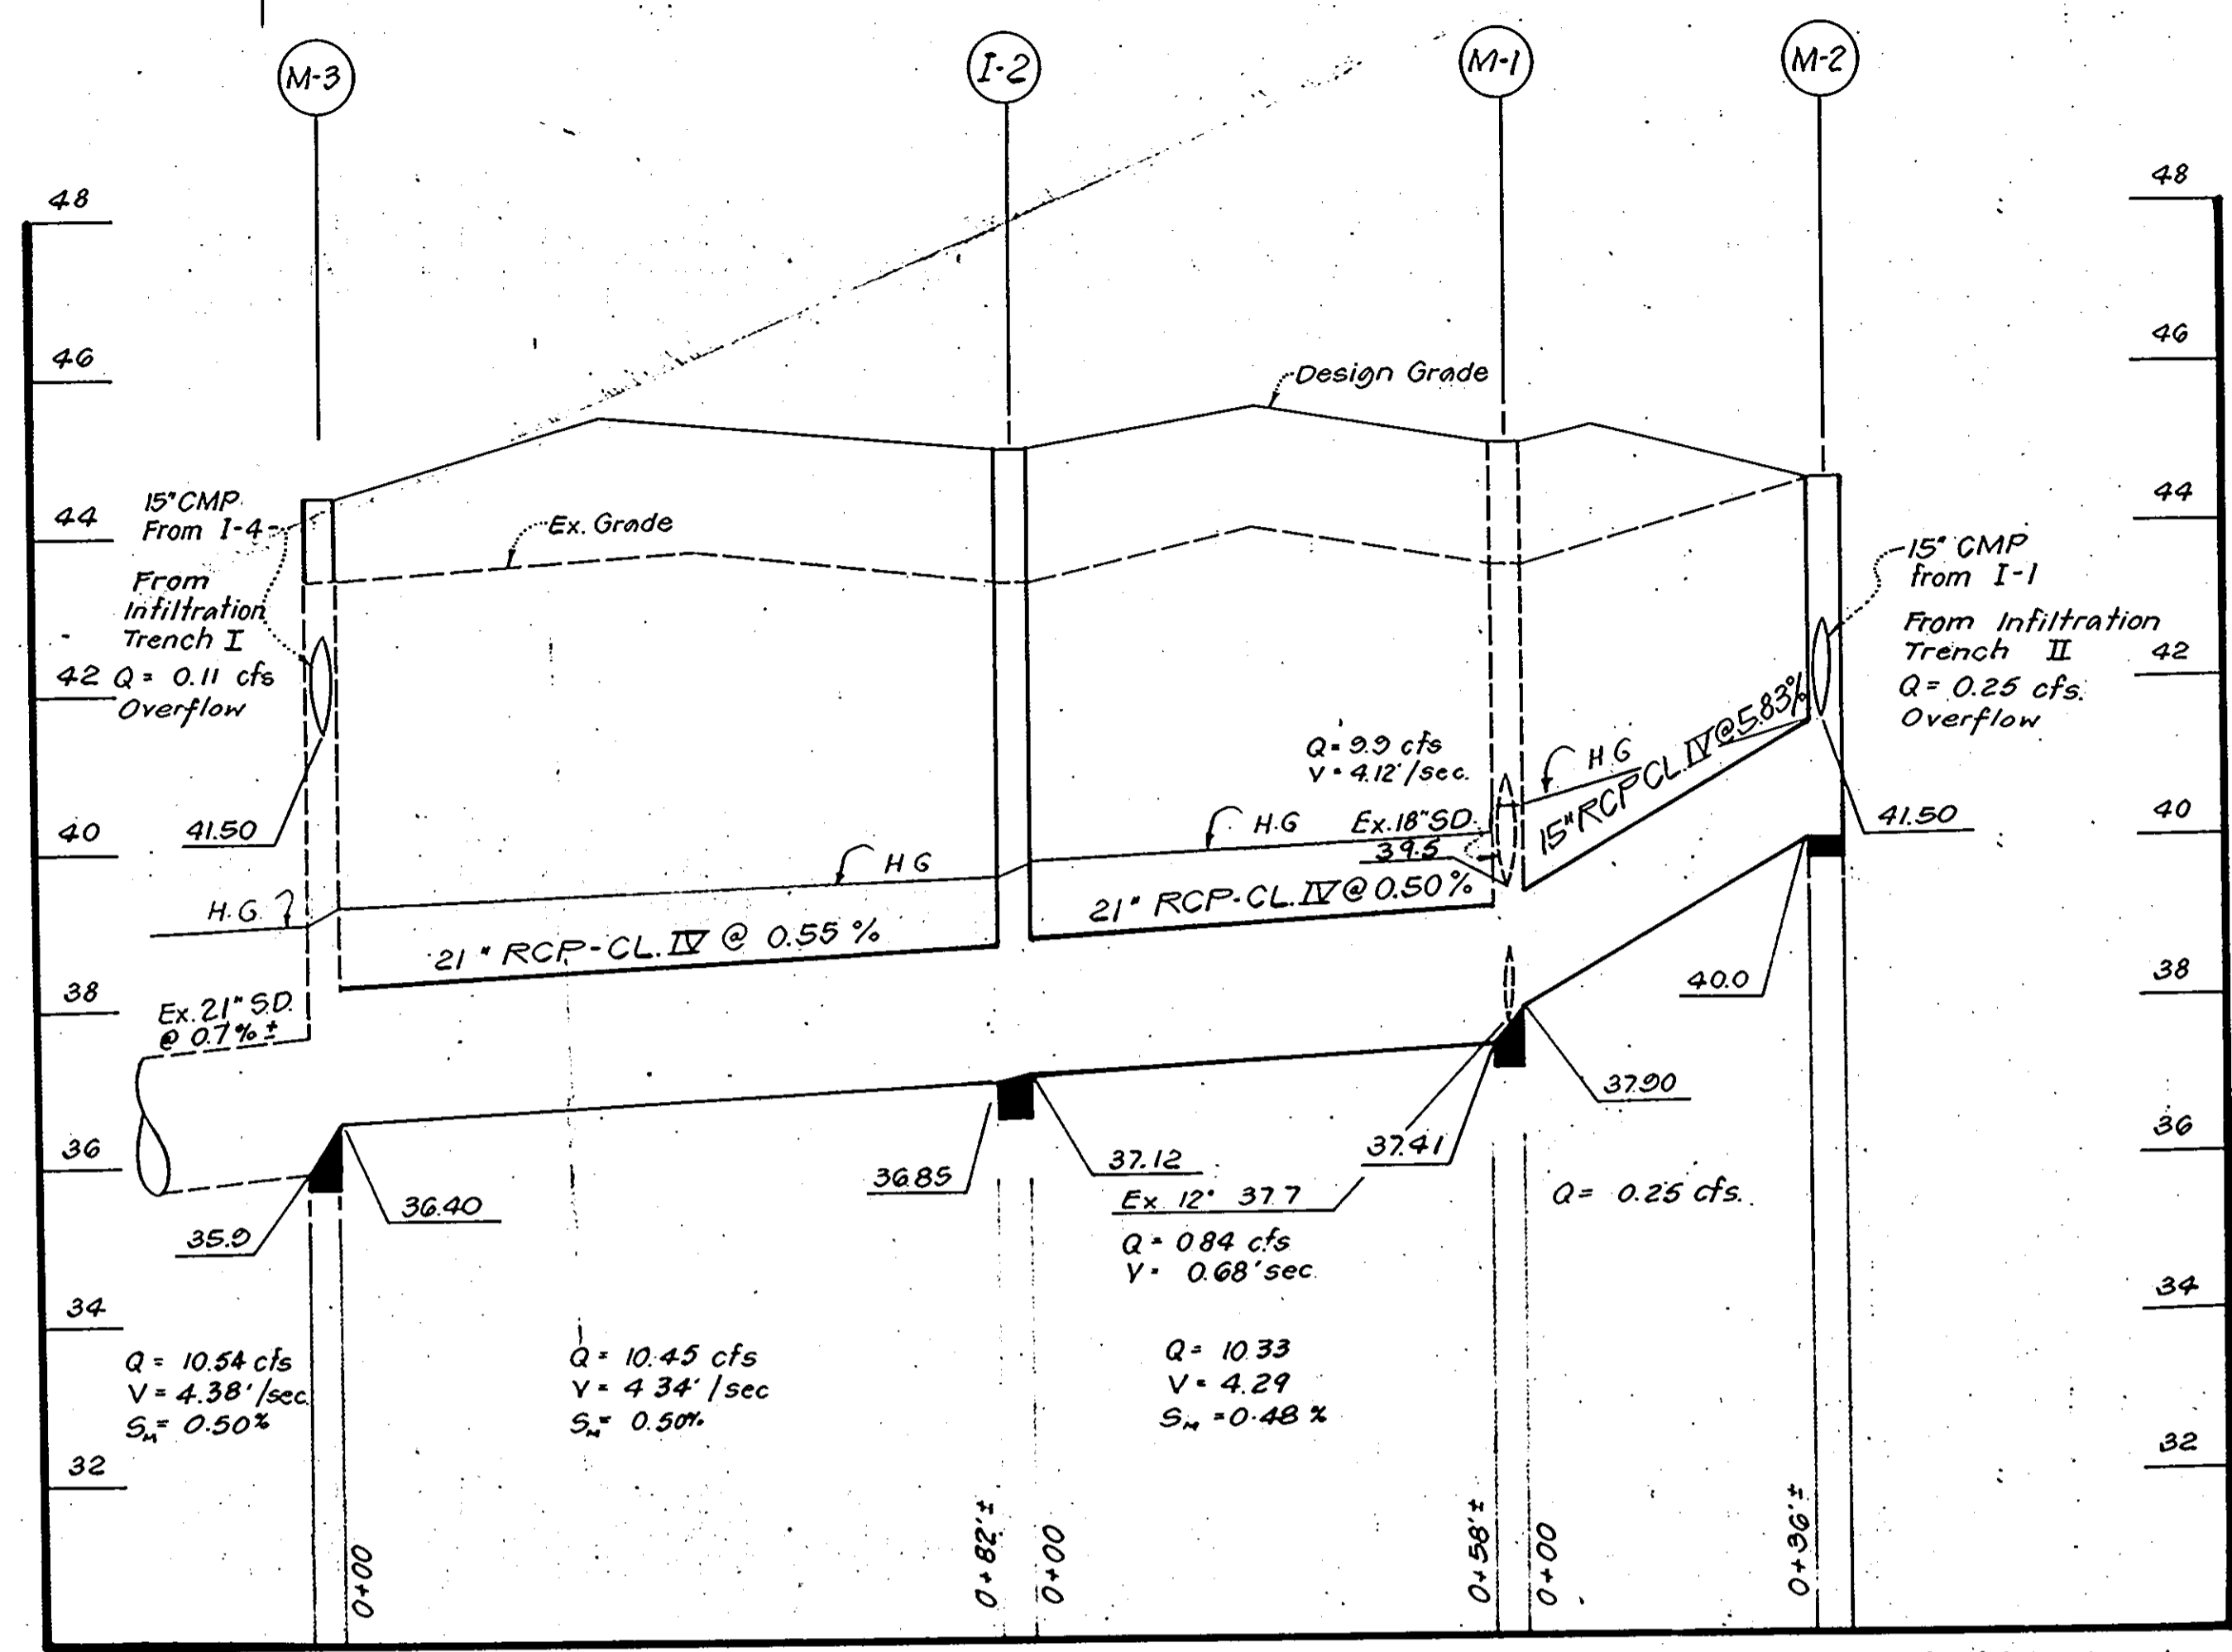 M-3
I-2
M-1
M-2
48
48
46
46
Design Grade
15" CMP.
From I-4
44
44
Ex. Grade
15" CMP
from I-1
From
Infiltration
Trench I
From Infiltration
Trench II
42
42
Q = 0.11 cfs
Overflow
Q = 0.25 cfs.
Overflow
Q = 9.9 cfs
V = 4.12'/sec.
H.G
15" RCP CL. IV @ 5.83%
41.50
40
H.G
Ex. 18" SD.
39.5
41.50
40
H G
H.G.
21" RCP-CL. IV @ 0.55 %
21" RCP-CL. IV @ 0.50%
38
Ex. 21" S.D.
@ 0.7% ±
40.0
38
37.90
36
36.85
37.12
37.41
36
36.40
Ex. 12" 37.7
Q = 0.25 cfs.
35.9
Q = 0.84 cfs
V = 0.68'sec.
34
34
Q = 10.54 cfs
V = 4.38'/sec
SM = 0.50%
Q = 10.45 cfs
V = 4.34'/sec
SM = 0.50%
Q = 10.33
V = 4.29
SM = 0.48 %
32
32
0+00
0+82'±
0+00
0+58'±
0+00
0+36'±